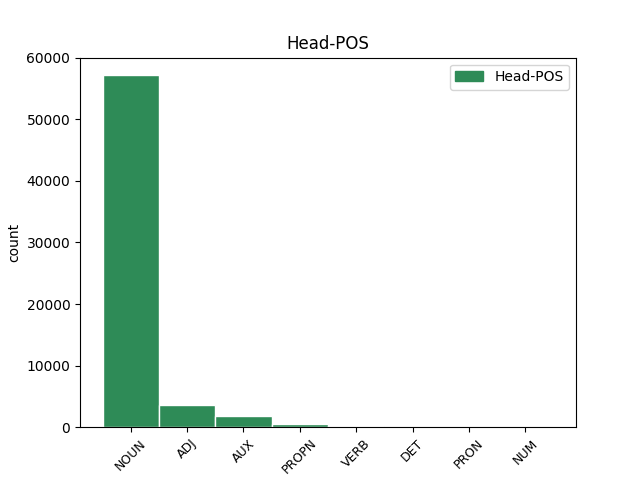 Head-POS
Head-POS
60000
50000
40000
30000
20000
10000
0
count
NOUN
ADJ
AUX
PROPN
VERB
DET
PRON
NUM